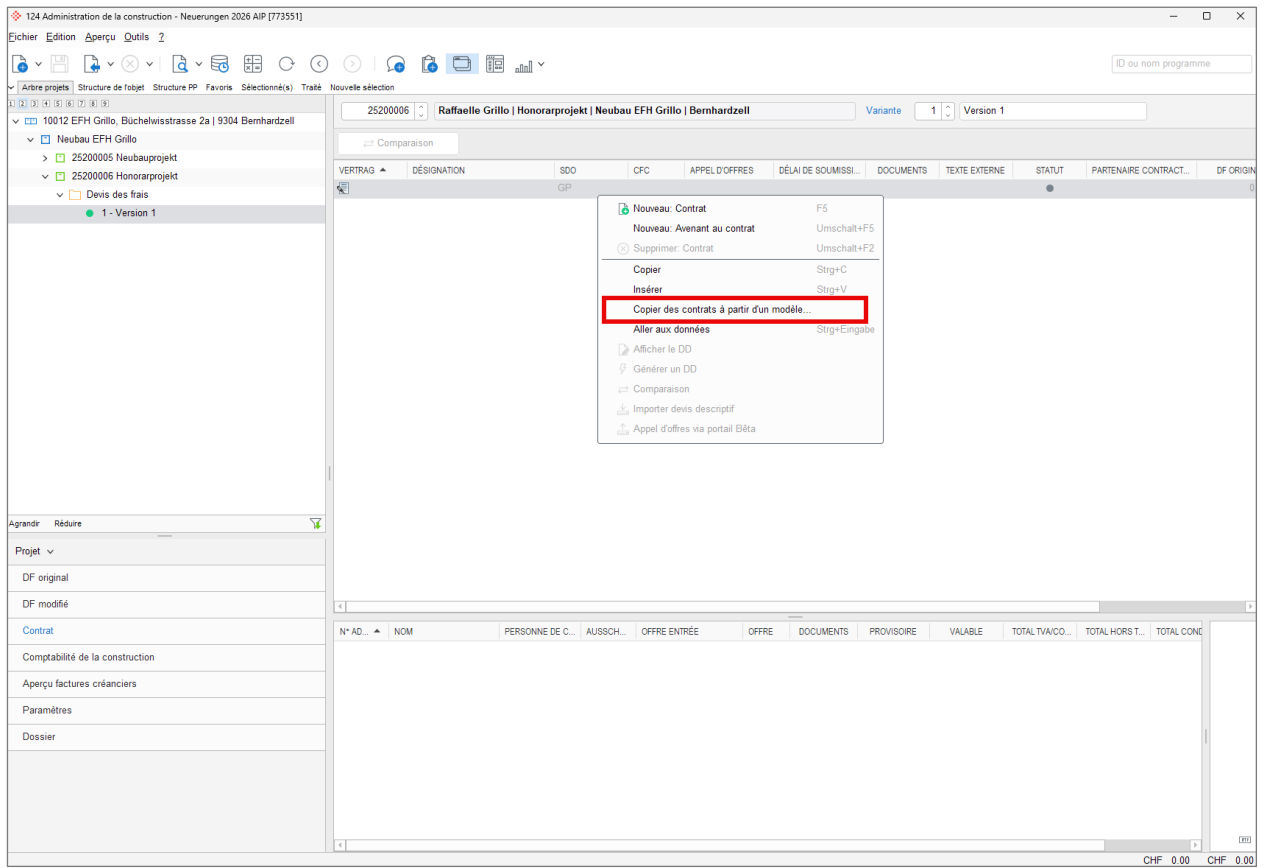 124 Administration de la construction - Neuerungen 2026 AIP [773551]
Fichier Edition Aperçu Outils ?
ID ou nom programme
Arbre projets Structure de l'objet Structure PP Favoris Sélectionné(s) Traité Nouvelle sélection
1 2 3 4 5 6 7 8 9
10012 EFH Grillo, Büchelwisstrasse 2a | 9304 Bernhardzell
Neubau EFH Grillo
25200005 Neubauprojekt
25200006 Honorarprojekt
Devis des frais
1 - Version 1
Agrandir Réduire
Projet
DF original
DF modifié
Contrat
Comptabilité de la construction
Aperçu factures créanciers
Paramètres
Dossier
25200006 Raffaelle Grillo | Honorarprojekt | Neubau EFH Grillo | Bernhardzell Variante 1 Version 1
Comparaison
VERTRAG DÉSIGNATION SDO CFC APPEL D'OFFRES DÉLAI DE SOUMISSI... DOCUMENTS TEXTE EXTERNE STATUT PARTENAIRE CONTRACT... DF ORIGIN
GP 0
Nouveau: Contrat F5
Nouveau: Avenant au contrat Umschalt+F5
Supprimer: Contrat Umschalt+F2
Copier Strg+C
Insérer Strg+V
Copier des contrats à partir d'un modèle...
Aller aux données Strg+Eingabe
Afficher le DD
Générer un DD
Comparaison
Importer devis descriptif
Appel d'offres via portail Bêta
N° AD... NOM PERSONNE DE C... AUSSCH... OFFRE ENTRÉE OFFRE DOCUMENTS PROVISOIRE VALABLE TOTAL TVA/CO... TOTAL HORS T... TOTAL COND
CHF 0.00 CHF 0.00